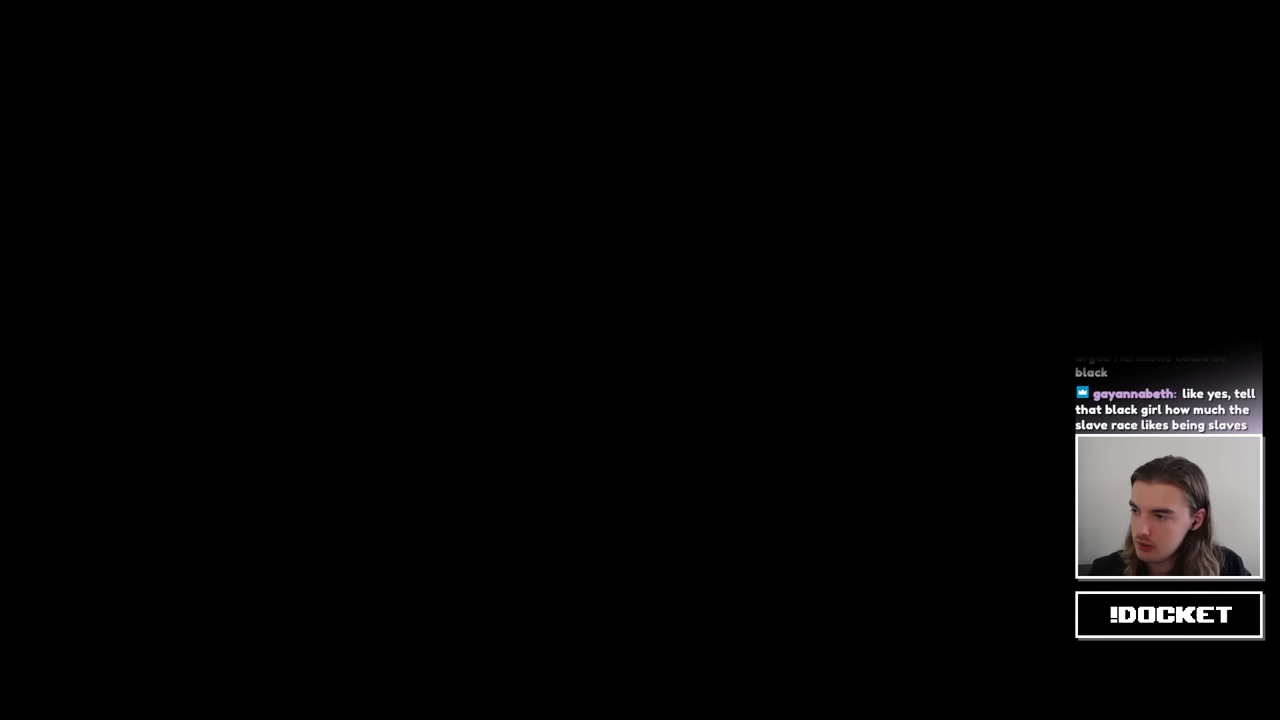 black
gayannabeth: like yes, tell
that black girl how much the
slave race likes being slaves
!DOCKET